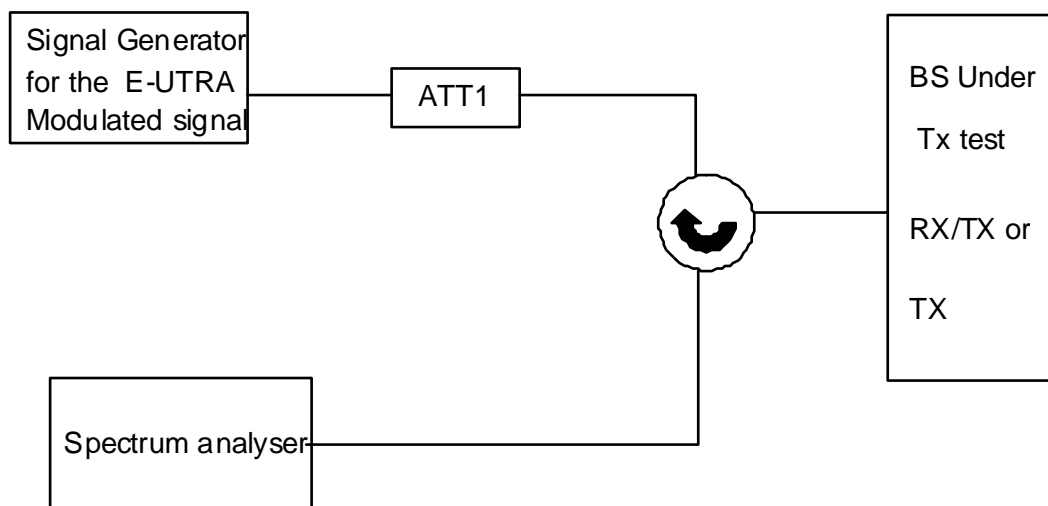 Signal Generator
for the E-UTRA
Modulated signal
ATT1
BS Under
Tx test
RX/TX or
TX
Spectrum analyser